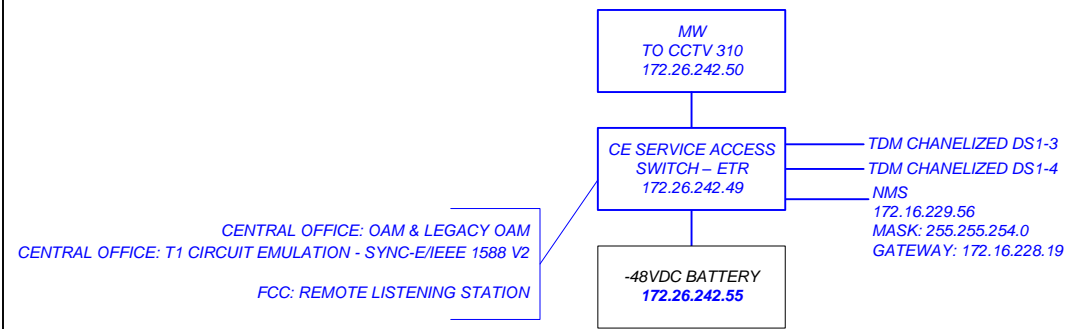 MW
TO CCTV 310
172.26.242.50
CE SERVICE ACCESS
SWITCH – ETR
172.26.242.49
TDM CHANELIZED DS1-3
TDM CHANELIZED DS1-4
NMS
172.16.229.56
MASK: 255.255.254.0
GATEWAY: 172.16.228.19
CENTRAL OFFICE: OAM & LEGACY OAM
CENTRAL OFFICE: T1 CIRCUIT EMULATION - SYNC-E/IEEE 1588 V2
FCC: REMOTE LISTENING STATION
-48VDC BATTERY
172.26.242.55